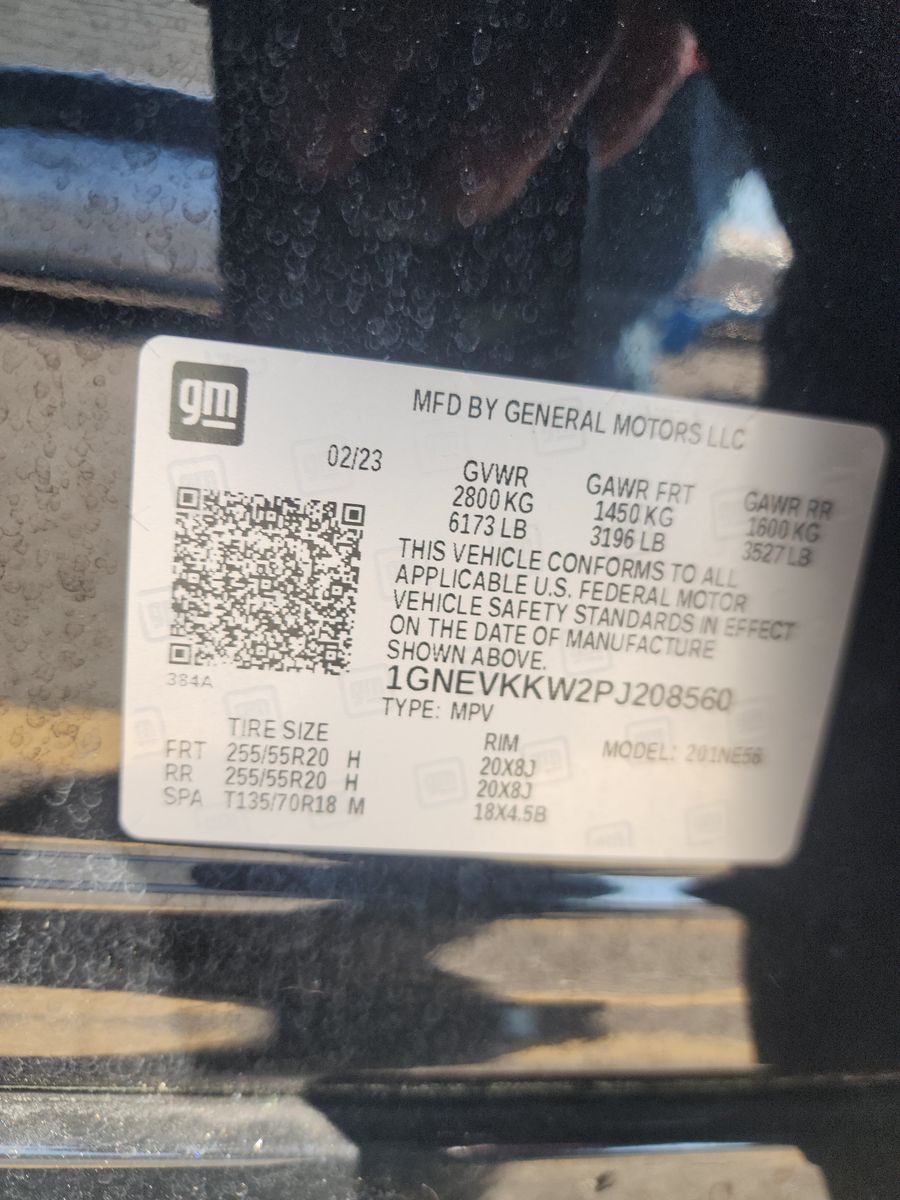 gm
MFD BY GENERAL MOTORS LLC
02/23
GVWR GAWR FRT GAWR RR
2800 KG 1450 KG 1600 KG
6173 LB 3196 LB 3527 LB
THIS VEHICLE CONFORMS TO ALL
APPLICABLE U.S. FEDERAL MOTOR
VEHICLE SAFETY STANDARDS IN EFFECT
ON THE DATE OF MANUFACTURE
SHOWN ABOVE.
384A
1GNEVKKW2PJ208560
TYPE: MPV
TIRE SIZE RIM MODEL: 201NE56
FRT 255/55R20 H 20X8J
RR 255/55R20 H 20X8J
SPA T135/70R18 M 18X4.5B